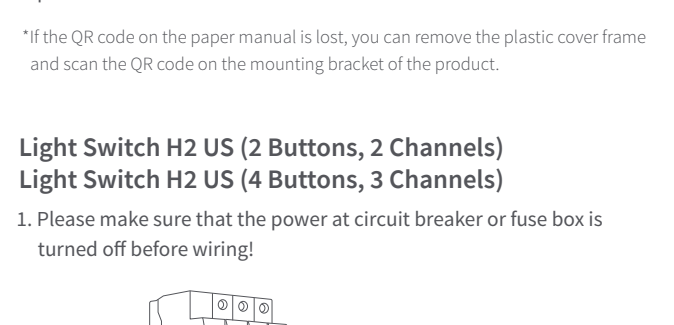 *If the QR code on the paper manual is lost, you can remove the plastic cover frame
and scan the QR code on the mounting bracket of the product.
Light Switch H2 US (2 Buttons, 2 Channels)
Light Switch H2 US (4 Buttons, 3 Channels)
1. Please make sure that the power at circuit breaker or fuse box is
turned off before wiring!